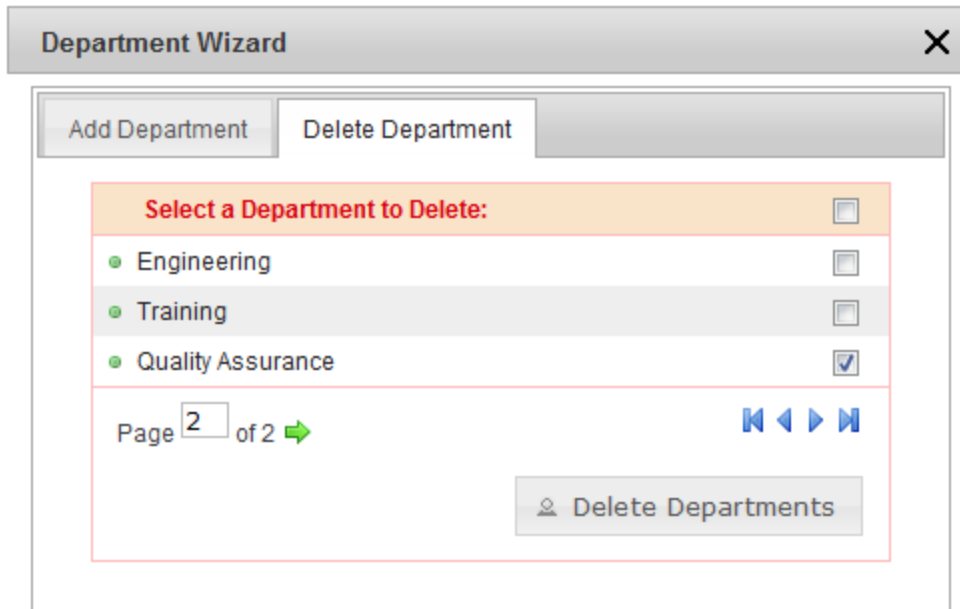 Department Wizard
Add Department Delete Department
Select a Department to Delete:
Engineering
Training
Quality Assurance
Page 2 of 2
Delete Departments